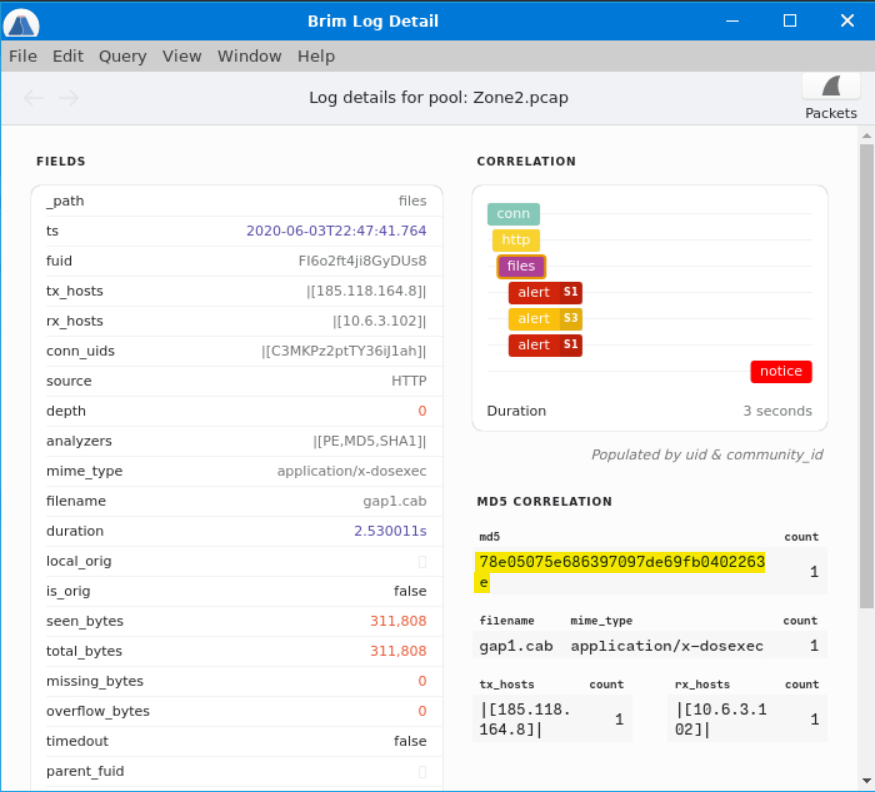 Brim Log Detail
File Edit Query View Window Help
Log details for pool: Zone2.pcap
Packets
FIELDS
_path files
ts 2020-06-03T22:47:41.764
fuid FI6o2ft4ji8GyDUs8
tx_hosts |[185.118.164.8]|
rx_hosts |[10.6.3.102]|
conn_uids |[C3MKPz2ptTY36iJ1ah]|
source HTTP
depth 0
analyzers |[PE,MD5,SHA1]|
mime_type application/x-dosexec
filename gap1.cab
duration 2.530011s
local_orig
is_orig false
seen_bytes 311,808
total_bytes 311,808
missing_bytes 0
overflow_bytes 0
timedout false
parent_fuid
CORRELATION
conn
http
files
alert S1
alert S3
alert S1
notice
Duration 3 seconds
Populated by uid & community_id
MD5 CORRELATION
md5 count
78e05075e686397097de69fb0402263 1
e
filename mime_type count
gap1.cab application/x-dosexec 1
tx_hosts count rx_hosts count
|[185.118. 1 |[10.6.3.1 1
164.8]| 02]|